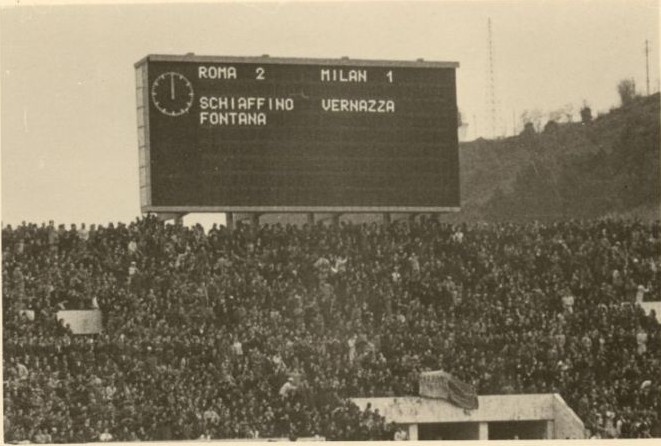 ROMA 2 MILAN 1
SCHIAFFINO VERNAZZA
FONTANA